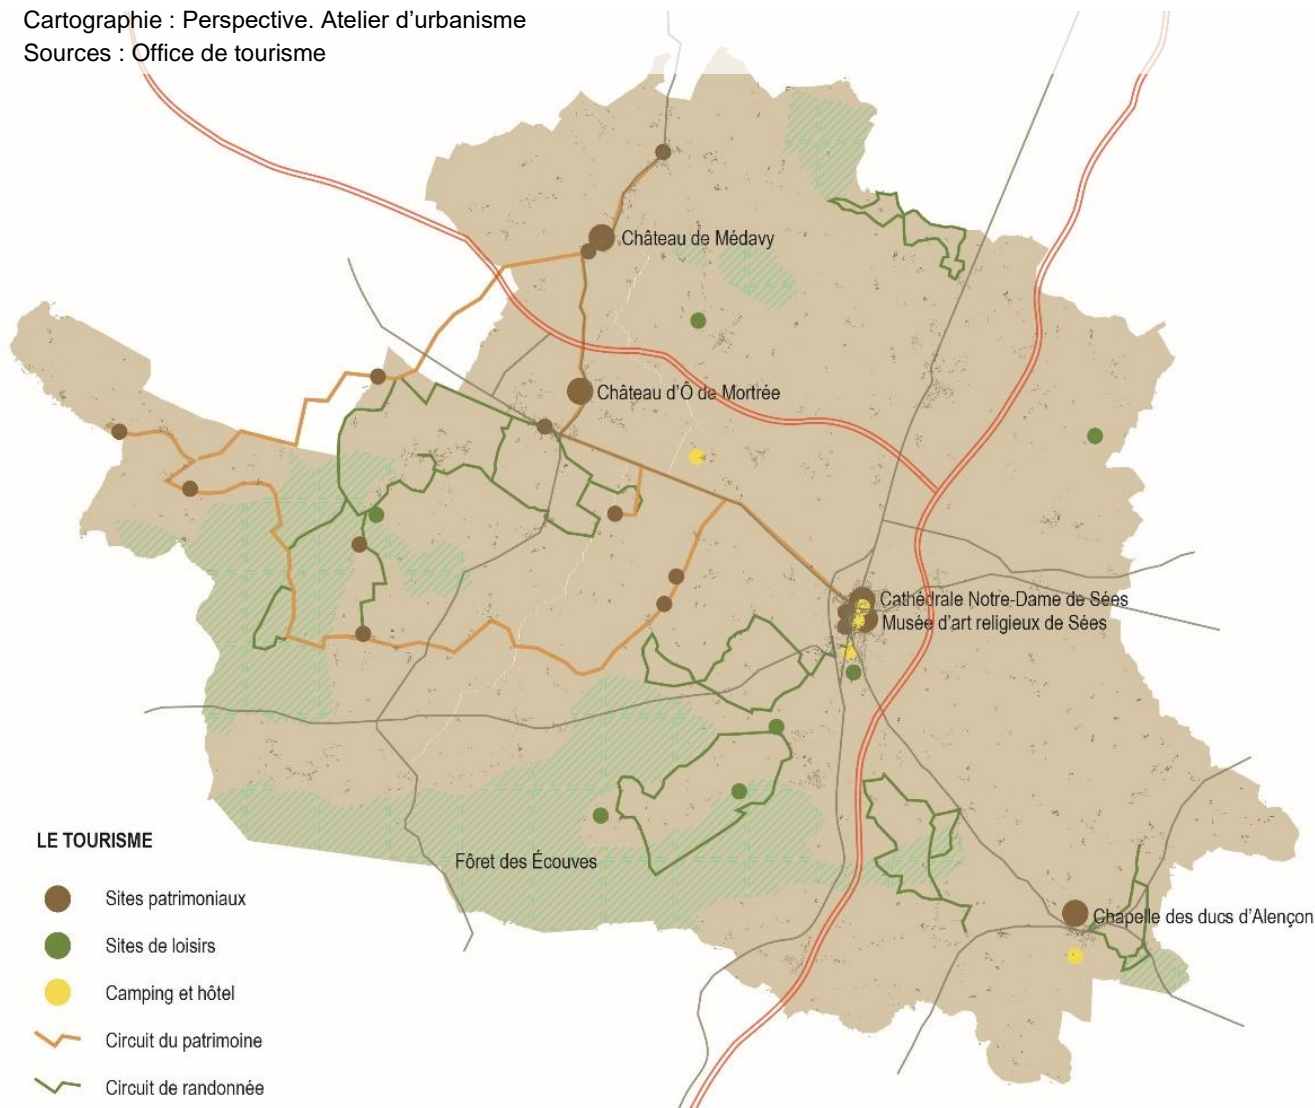 Cartographie : Perspective. Atelier d’urbanisme
Sources : Office de tourisme
Château de Médavy
Château d’Ô de Mortrée
Cathédrale Notre-Dame de Sées
Musée d’art religieux de Sées
Fôret des Écouves
Chapelle des ducs d’Alençon
LE TOURISME
Sites patrimoniaux
Sites de loisirs
Camping et hôtel
Circuit du patrimoine
Circuit de randonnée